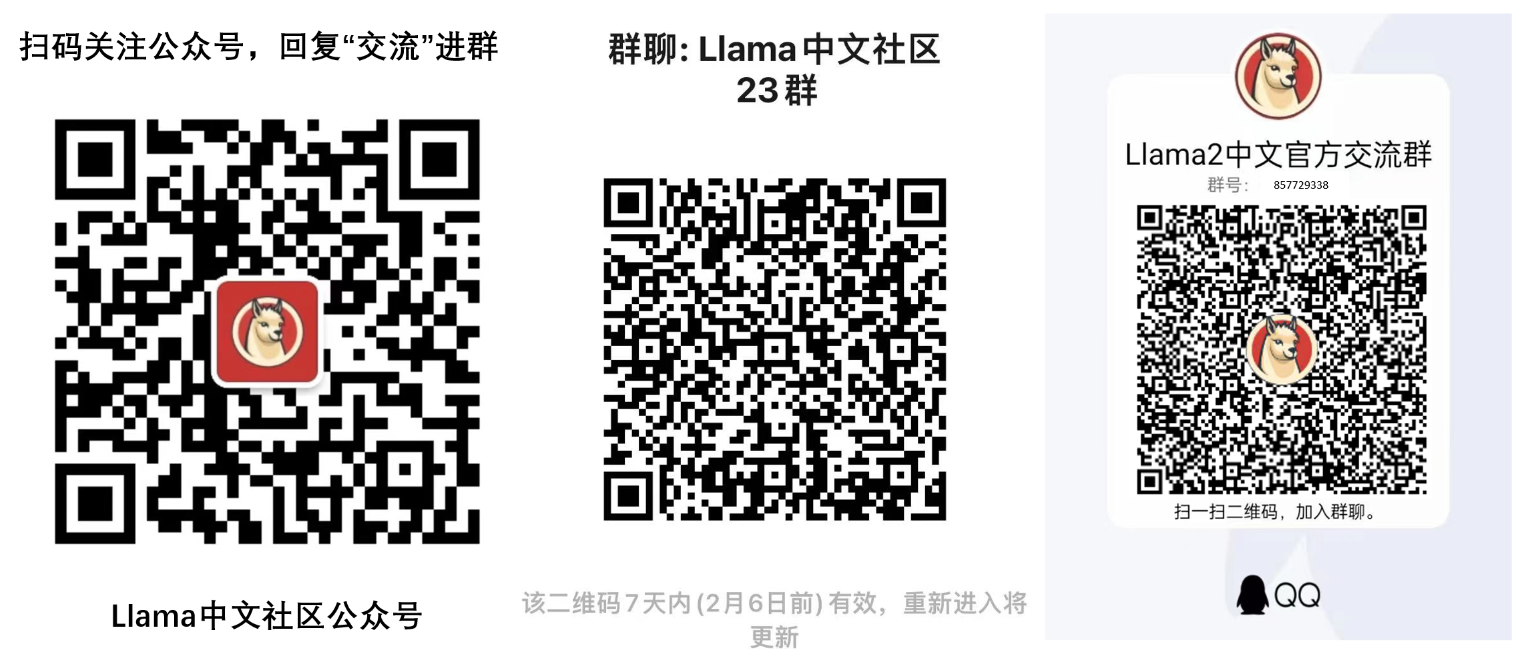 扫码关注公众号，回复“交流”进群
Llama中文社区公众号
群聊: Llama中文社区
23群
该二维码7天内(2月6日前)有效，重新进入将
更新
Llama2中文官方交流群
群号: 857729338
扫一扫二维码，加入群聊。
QQ